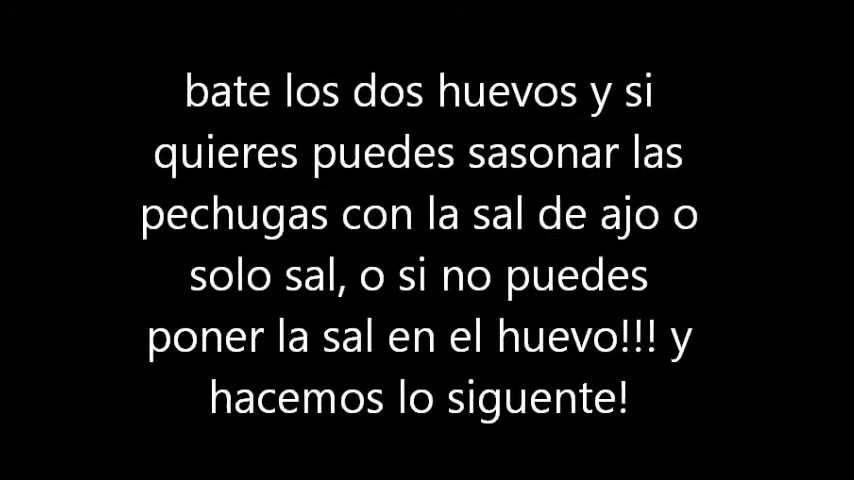 bate los dos huevos y si
quieres puedes sasonar las
pechugas con la sal de ajo o
solo sal, o si no puedes
poner la sal en el huevo!!! y
hacemos lo siguente!